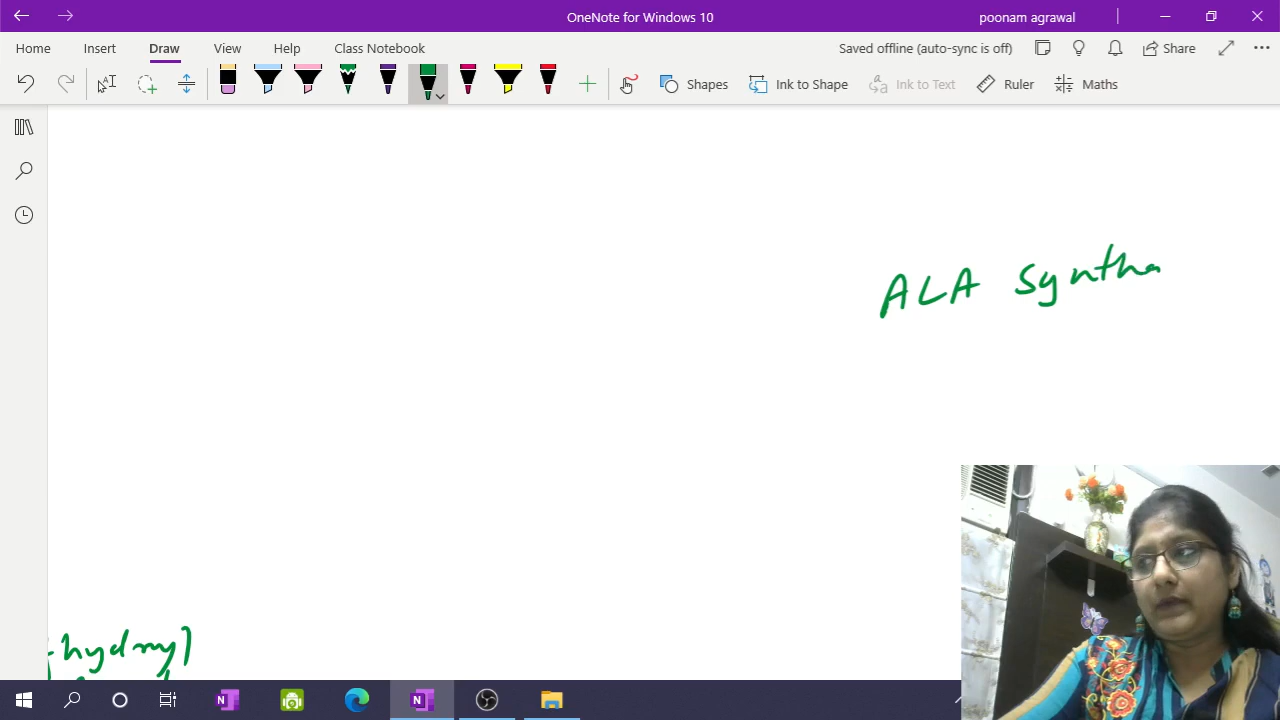 OneNote for Windows 10
poonam agrawal
Home Insert Draw View Help Class Notebook
Saved offline (auto-sync is off) Share
Shapes Ink to Shape Ink to Text Ruler Maths
ALA Syntha